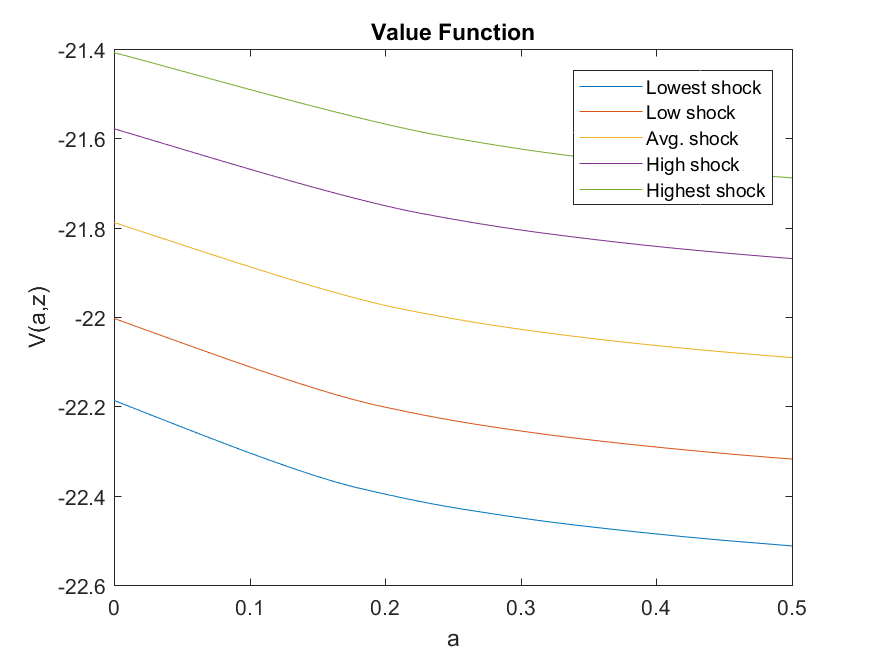 Value Function
-21.4
-21.6
-21.8
-22
-22.2
-22.4
-22.6
V(a,z)
Lowest shock
Low shock
Avg. shock
High shock
Highest shock
0 0.1 0.2 0.3 0.4 0.5
a